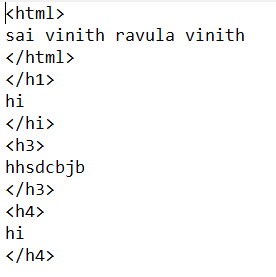 <html>
sai vinith ravula vinith
</html>
</h1>
hi
</hi>
<h3>
hhsdcbjb
</h3>
<h4>
hi
</h4>